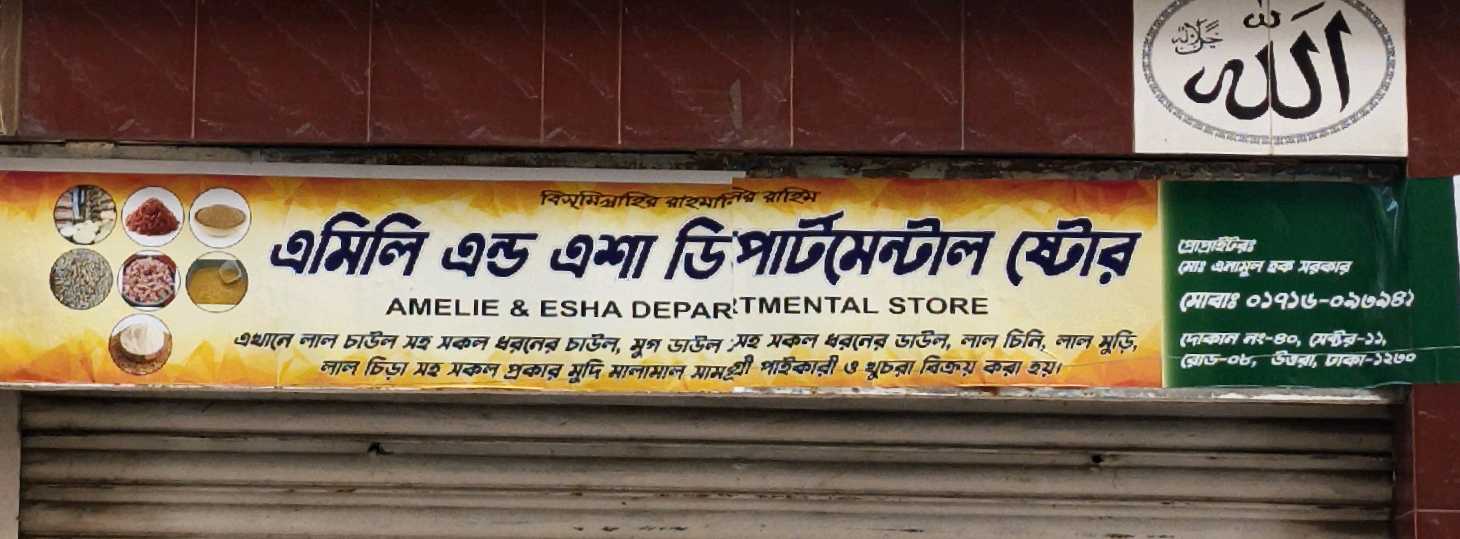 الله
جل جلاله
বিস্‌মিল্লাহির রাহমানির রাহিম
এমিলি এন্ড এশা ডিপার্টমেন্টাল ষ্টোর
AMELIE & ESHA DEPARTMENTAL STORE
এখানে লাল চাউল সহ সকল ধরনের চাউল, মুগ ডাউল সহ সকল ধরনের ডাউল, লাল চিনি, লাল মুড়ি,
লাল চিড়া সহ সকল প্রকার মুদি মালামাল সামগ্রী পাইকারী ও খুচরা বিক্রয় করা হয়।
প্রোপ্রাইটরঃ
মোঃ এনামুল হক সরকার
মোবাঃ ০১৭১৬-০৯৬৯৪১
দোকান নং-৪০, সেক্টর-১১,
রোড-০৮, উত্তরা, ঢাকা-১২৩০